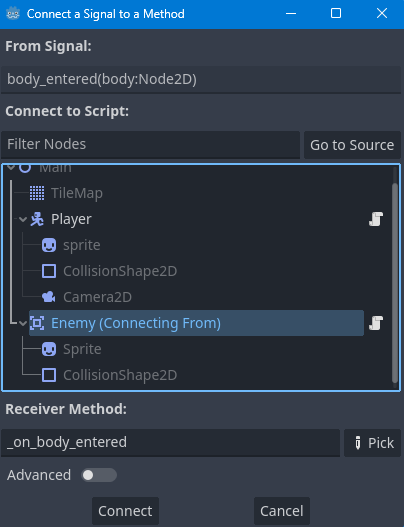 Connect a Signal to a Method
From Signal:
body_entered(body:Node2D)
Connect to Script:
Filter Nodes
Go to Source
Main
TileMap
Player
sprite
CollisionShape2D
Camera2D
Enemy (Connecting From)
Sprite
CollisionShape2D
Receiver Method:
_on_body_entered
Pick
Advanced
Connect
Cancel